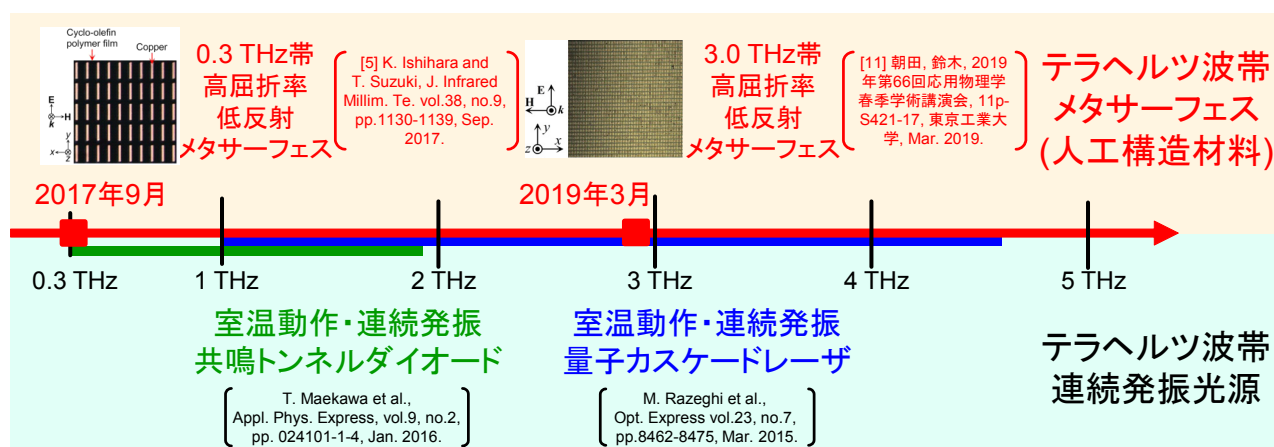 Cyclo-olefin
polymer film
Copper
E
k
H
y
x
z
0.3 THz帯
高屈折率
低反射
メタサーフェス
[5] K. Ishihara and
T. Suzuki, J. Infrared
Millim. Te. vol.38, no.9,
pp.1130-1139, Sep.
2017.
E
H
k
y
z
x
3.0 THz帯
高屈折率
低反射
メタサーフェス
[11] 朝田, 鈴木, 2019
年第66回応用物理学
春季学術講演会, 11p-
S421-17, 東京工業大
学, Mar. 2019.
テラヘルツ波帯
メタサーフェス
(人工構造材料)
2017年9月
2019年3月
0.3 THz
1 THz
2 THz
3 THz
4 THz
5 THz
室温動作・連続発振
共鳴トンネルダイオード
T. Maekawa et al.,
Appl. Phys. Express, vol.9, no.2,
pp. 024101-1-4, Jan. 2016.
室温動作・連続発振
量子カスケードレーザ
M. Razeghi et al.,
Opt. Express vol.23, no.7,
pp.8462-8475, Mar. 2015.
テラヘルツ波帯
連続発振光源